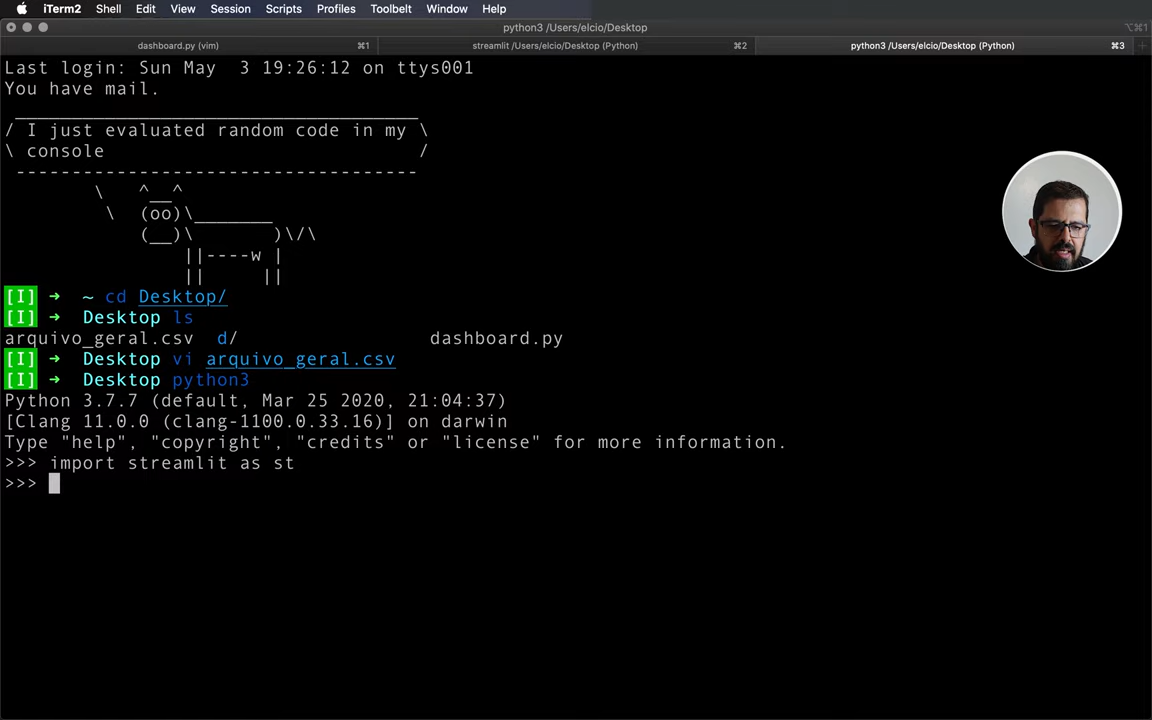 iTerm2 Shell Edit View Session Scripts Profiles Toolbelt Window Help
python3 /Users/elcio/Desktop
⌥⌘1
dashboard.py (vim) ⌘1 streamlit /Users/elcio/Desktop (Python) ⌘2 python3 /Users/elcio/Desktop (Python) ⌘3
Last login: Sun May  3 19:26:12 on ttys001
You have mail.
 _____________________________________
/ I just evaluated random code in my \
\ console                            /
 ------------------------------------
        \   ^__^
         \  (oo)\_______
            (__)\       )\/\
                ||----w |
                ||     ||
[I] → ~ cd Desktop/
[I] → Desktop ls
arquivo_geral.csv  d/                 dashboard.py
[I] → Desktop vi arquivo_geral.csv
[I] → Desktop python3
Python 3.7.7 (default, Mar 25 2020, 21:04:37)
[Clang 11.0.0 (clang-1100.0.33.16)] on darwin
Type "help", "copyright", "credits" or "license" for more information.
>>> import streamlit as st
>>>